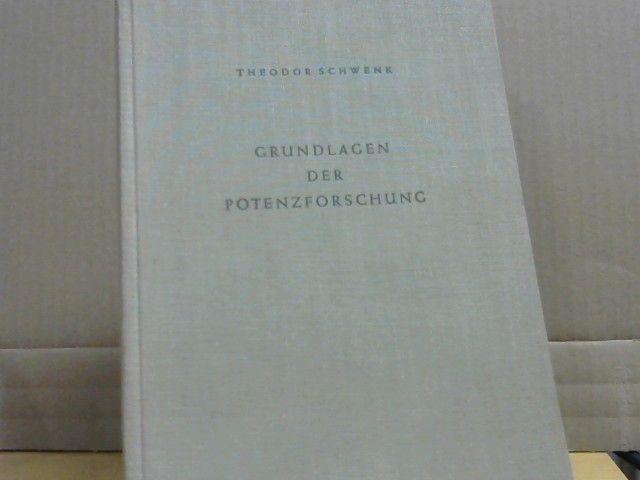 THEODOR SCHWENK
GRUNDLAGEN
DER
POTENZFORSCHUNG